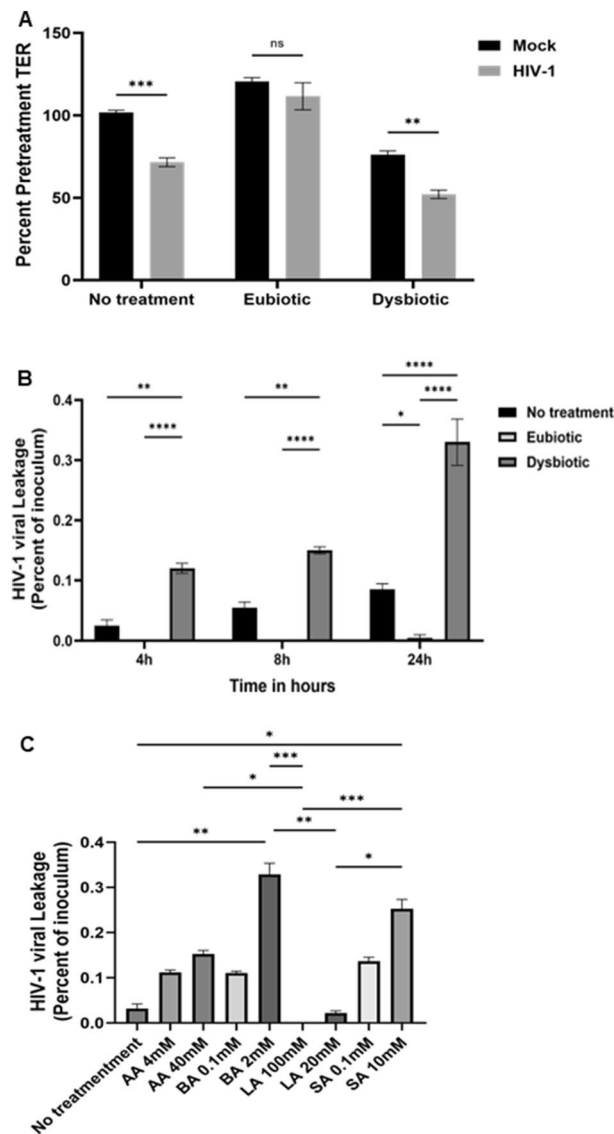 A
Percent Pretreatment TER
150
100
50
0
***
ns
**
Mock
HIV-1
No treatment
Eubiotic
Dysbiotic
B
HIV-1 viral Leakage
(Percent of inoculum)
0.4
0.3
0.2
0.1
0.0
**
****
**
****
****
****
*
No treatment
Eubiotic
Dysbiotic
4h
8h
24h
Time in hours
C
HIV-1 viral Leakage
(Percent of inoculum)
0.4
0.3
0.2
0.1
0.0
*
***
*
***
**
**
*
No treatmentment
AA 4mM
AA 40mM
BA 0.1mM
BA 2mM
LA 100mM
LA 20mM
SA 0.1mM
SA 10mM